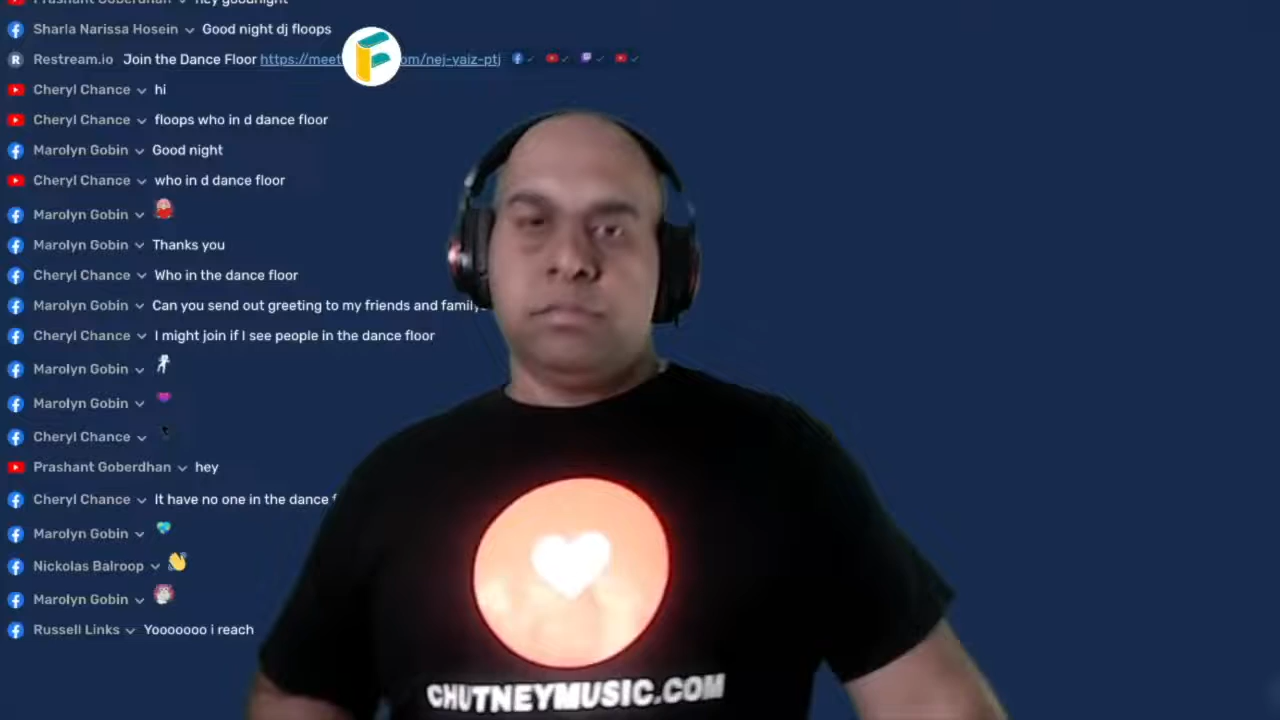 Prashant Goberdhan hey goodnight
Sharla Narissa Hosein Good night dj floops
R Restream.io Join the Dance Floor https://meet om/nej-vaiz-ptj
Cheryl Chance hi
Cheryl Chance floops who in d dance floor
Marolyn Gobin Good night
Cheryl Chance who in d dance floor
Marolyn Gobin
Marolyn Gobin Thanks you
Cheryl Chance Who in the dance floor
Marolyn Gobin Can you send out greeting to my friends and family
Cheryl Chance I might join if I see people in the dance floor
Marolyn Gobin
Marolyn Gobin
Cheryl Chance
Prashant Goberdhan hey
Cheryl Chance It have no one in the dance f
Marolyn Gobin
Nickolas Balroop
Marolyn Gobin
Russell Links Yooooooo i reach
CHUTNEYMUSIC.COM